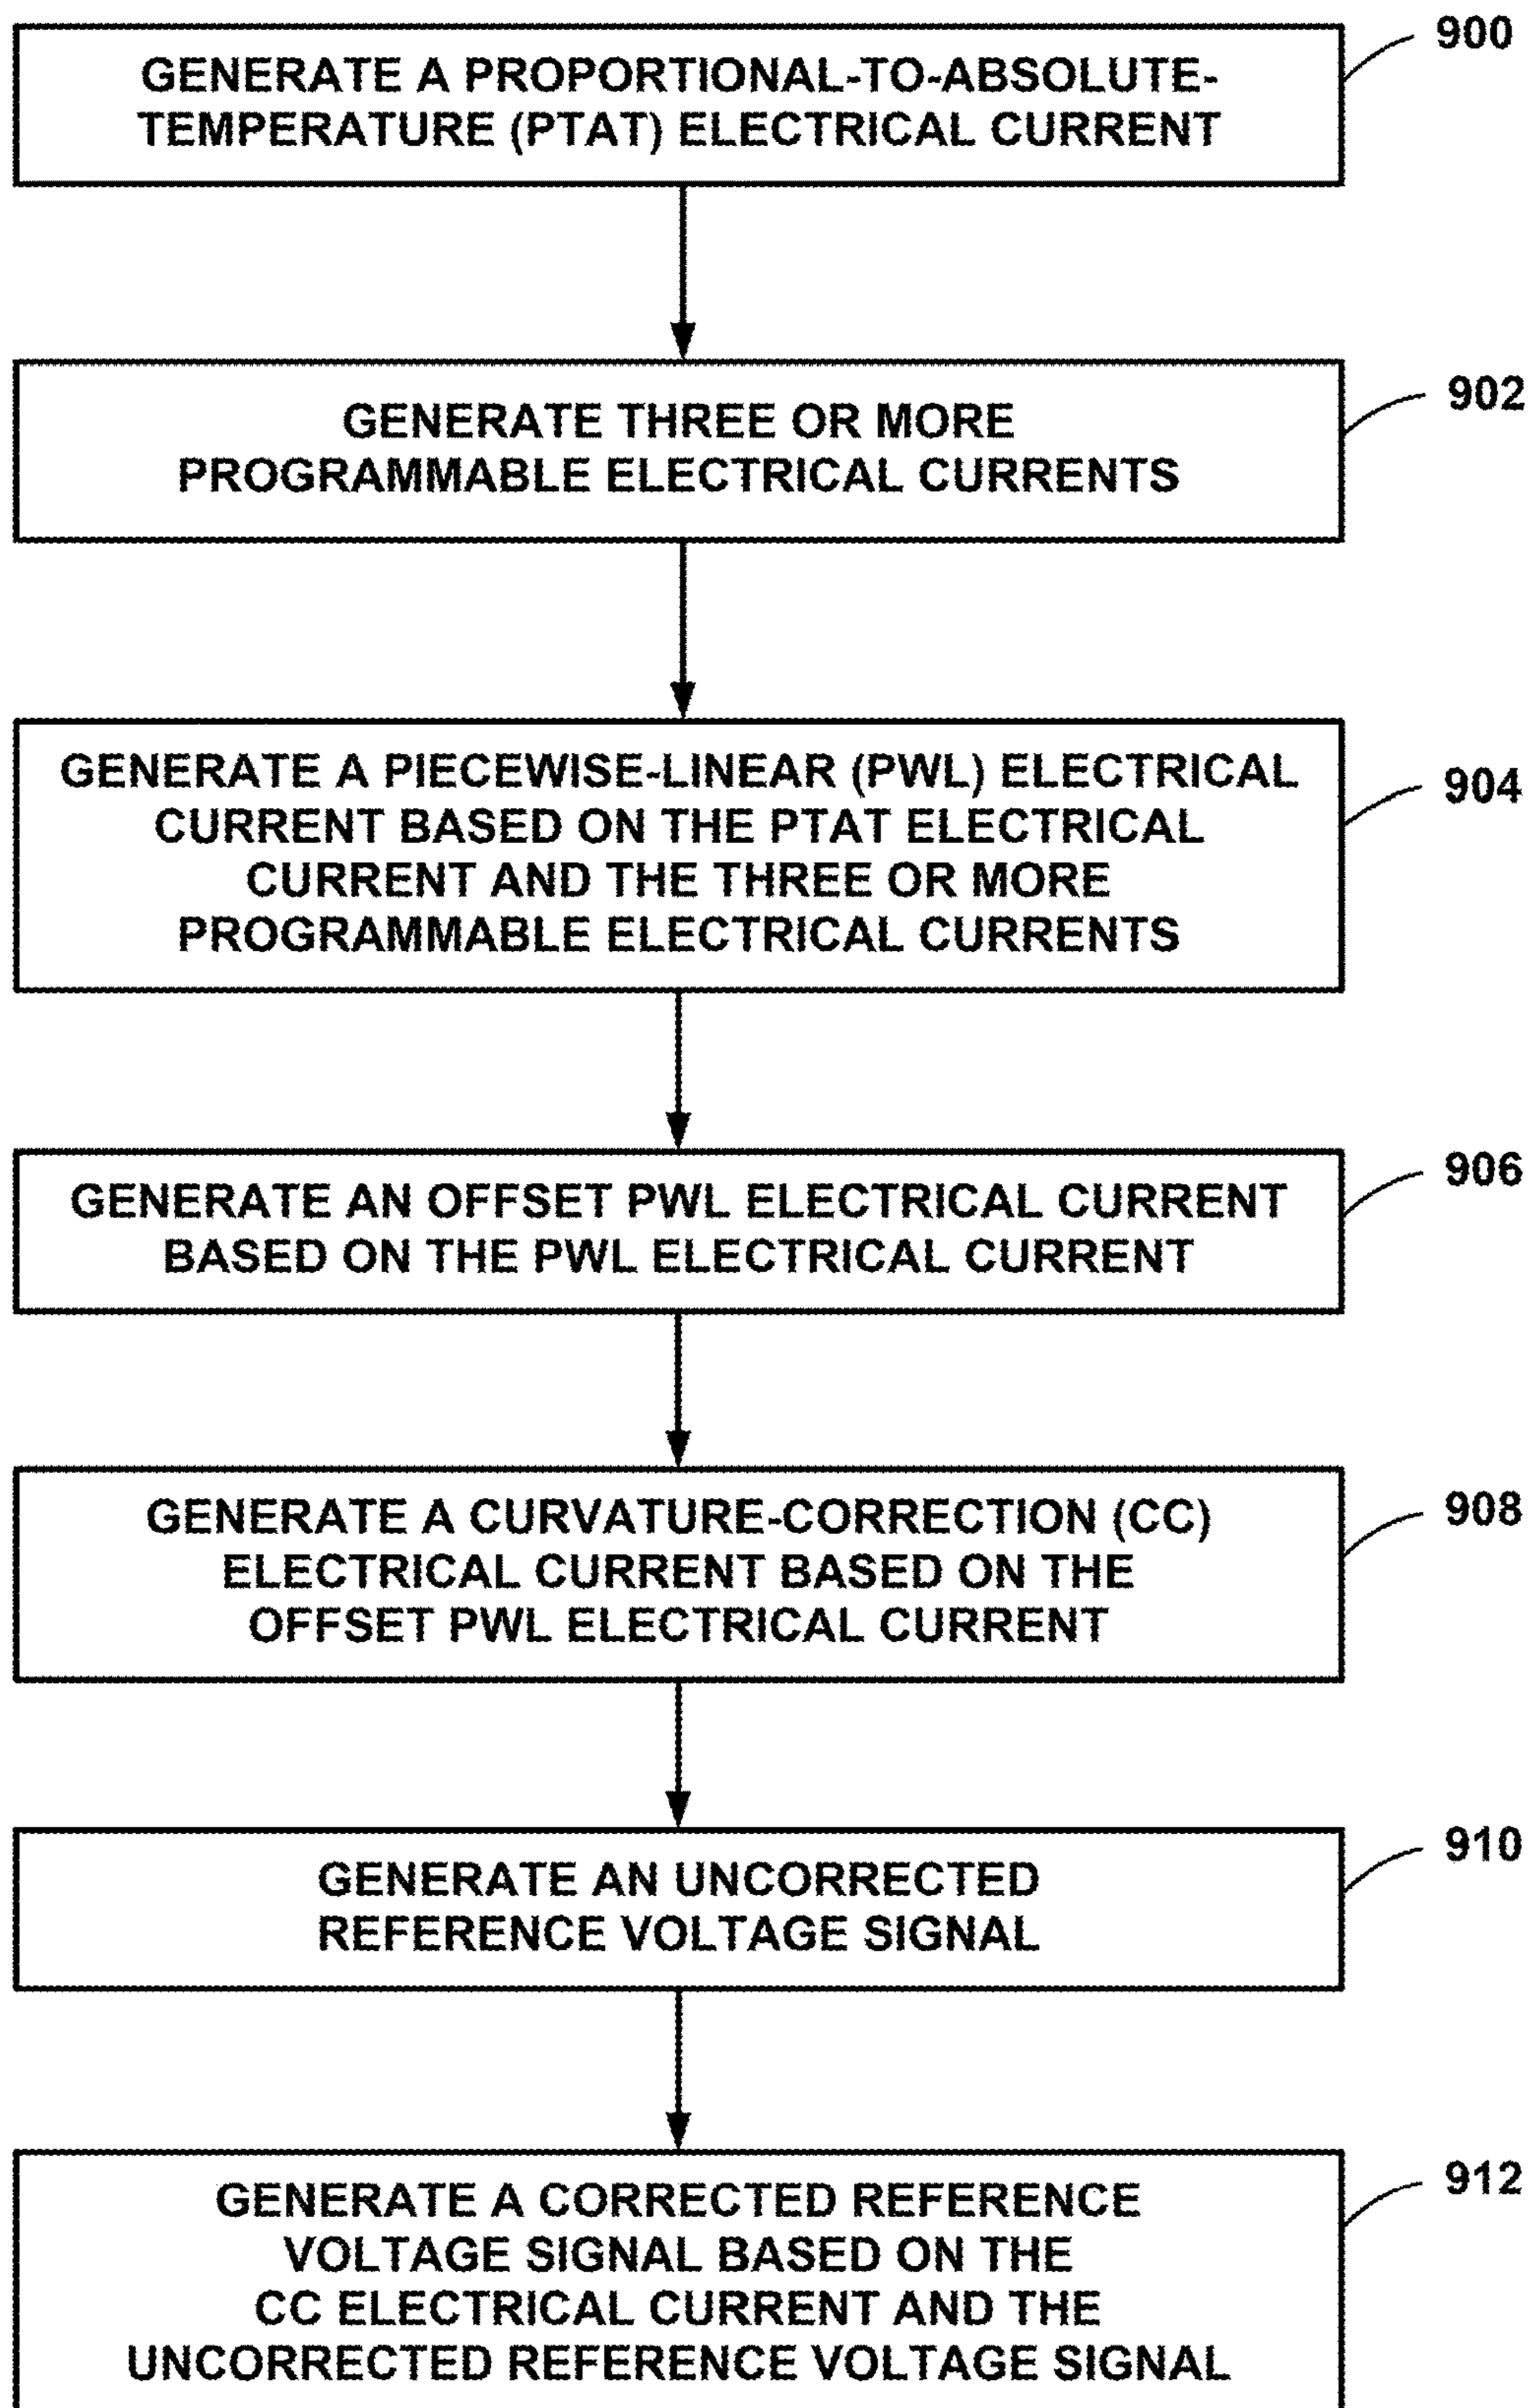 900
GENERATE A PROPORTIONAL-TO-ABSOLUTE-
TEMPERATURE (PTAT) ELECTRICAL CURRENT
902
GENERATE THREE OR MORE
PROGRAMMABLE ELECTRICAL CURRENTS
904
GENERATE A PIECEWISE-LINEAR (PWL) ELECTRICAL
CURRENT BASED ON THE PTAT ELECTRICAL
CURRENT AND THE THREE OR MORE
PROGRAMMABLE ELECTRICAL CURRENTS
906
GENERATE AN OFFSET PWL ELECTRICAL CURRENT
BASED ON THE PWL ELECTRICAL CURRENT
908
GENERATE A CURVATURE-CORRECTION (CC)
ELECTRICAL CURRENT BASED ON THE
OFFSET PWL ELECTRICAL CURRENT
910
GENERATE AN UNCORRECTED
REFERENCE VOLTAGE SIGNAL
912
GENERATE A CORRECTED REFERENCE
VOLTAGE SIGNAL BASED ON THE
CC ELECTRICAL CURRENT AND THE
UNCORRECTED REFERENCE VOLTAGE SIGNAL